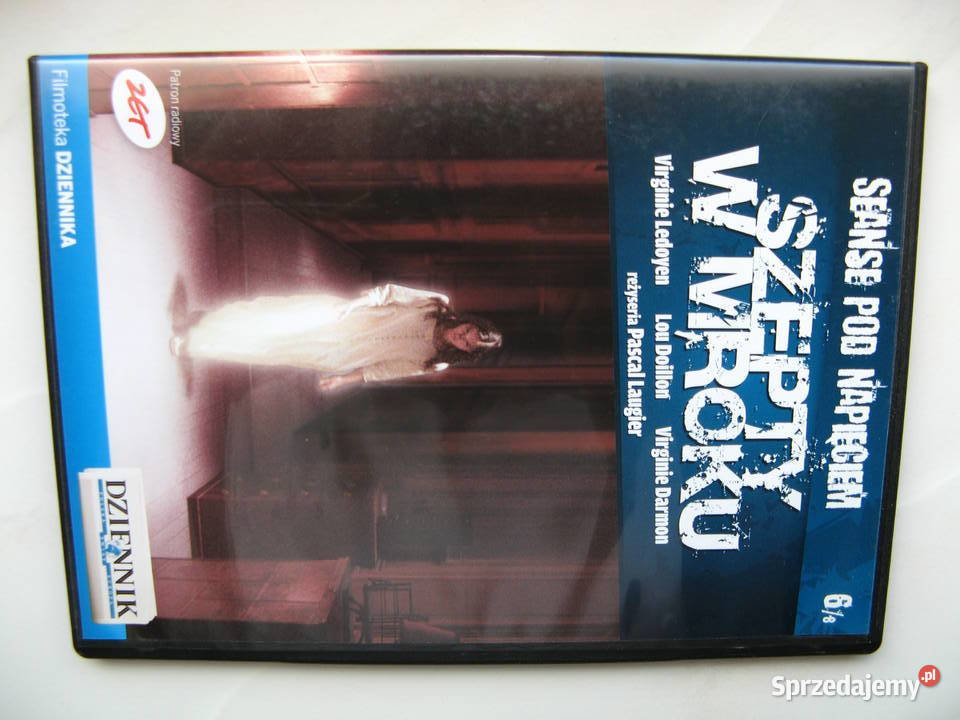 SEANSE POD NAPIĘCIEM
6/8
SZEPTY
W MROKU
Virginie Ledoyen Lou Doillon Virginie Darmon
reżyseria Pascal Laugier
Patron radiowy
Filmoteka DZIENNIKA
DZIENNIK
Sprzedajemy.pl